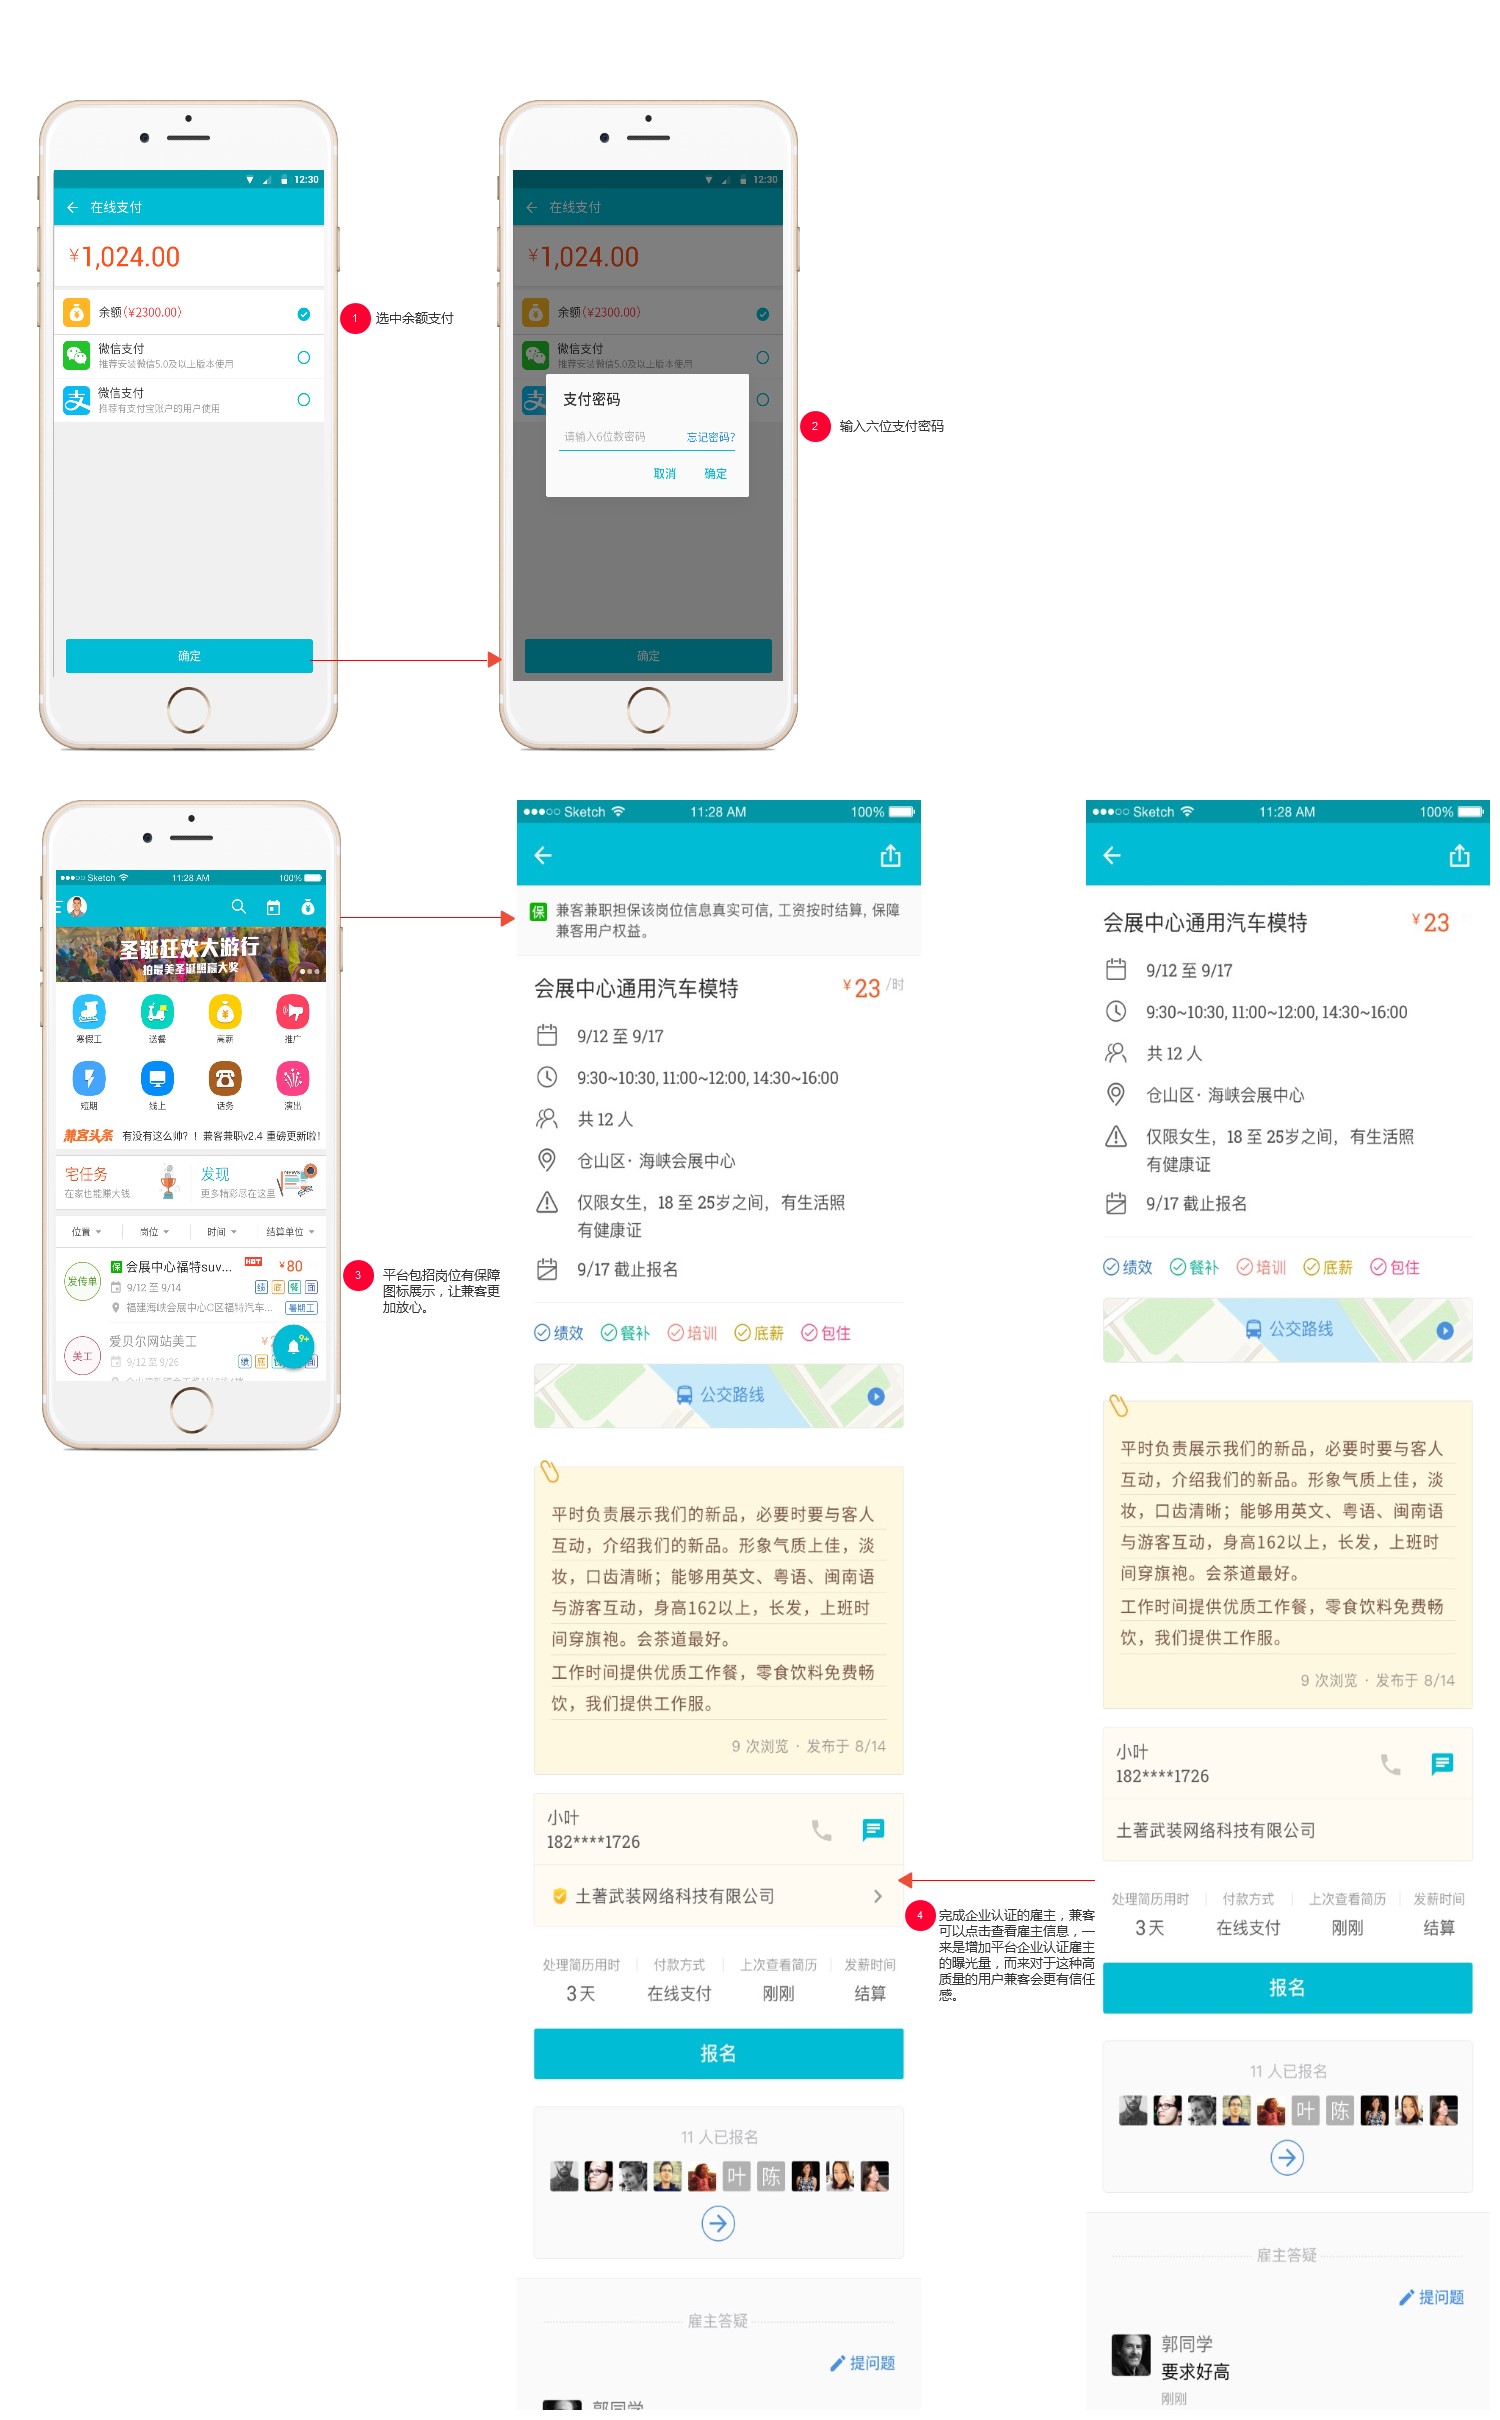 12:30
在线支付
¥1,024.00
余额(¥2300.00)
微信支付
推荐安装微信5.0及以上版本使用
微信支付
推荐有支付宝账户的用户使用
确定
1 选中余额支付
12:30
在线支付
¥1,024.00
余额(¥2300.00)
微信支付
推荐安装微信5.0及以上版本使用
支付密码
请输入6位数密码 忘记密码?
取消 确定
确定
2 输入六位支付密码
Sketch 11:28 AM 100%
圣诞狂欢大游行
拍最美圣诞照赢大奖
寒假工 送餐 高薪 推广
短期 线上 话务 演出
兼客头条 有没有这么帅?！兼客兼职v2.4 重磅更新啦!
宅任务 发现
在家也能赚大钱 更多精彩尽在这里
NEWS
位置 岗位 时间 结算单位
发传单 保 会展中心福特suv... HOT ¥80
9/12 至 9/14 绩 底 餐 面
福建海峡会展中心C区福特汽车... 暑期工
美工 爱贝尔网站美工
9/12 至 9/26 绩 底 面
9+
3 平台包招岗位有保障
图标展示，让兼客更
加放心。
Sketch 11:28 AM 100%
保 兼客兼职担保该岗位信息真实可信, 工资按时结算, 保障
兼客用户权益。
会展中心通用汽车模特 ¥23 /时
9/12 至 9/17
9:30~10:30, 11:00~12:00, 14:30~16:00
共 12 人
仓山区· 海峡会展中心
仅限女生，18 至 25岁之间，有生活照
有健康证
9/17 截止报名
绩效 餐补 培训 底薪 包住
公交路线
平时负责展示我们的新品，必要时要与客人
互动，介绍我们的新品。形象气质上佳，淡
妆，口齿清晰；能够用英文、粤语、闽南语
与游客互动，身高162以上，长发，上班时
间穿旗袍。会茶道最好。
工作时间提供优质工作餐，零食饮料免费畅
饮，我们提供工作服。
9 次浏览 · 发布于 8/14
小叶
182****1726
土著武装网络科技有限公司
处理简历用时 付款方式 上次查看简历 发薪时间
3天 在线支付 刚刚 结算
报名
11 人已报名
叶 陈
雇主答疑
提问题
郭同学
4 完成企业认证的雇主，兼客
可以点击查看雇主信息，一
来是增加平台企业认证雇主
的曝光量，而来对于这种高
质量的用户兼客会更有信任
感。
Sketch 11:28 AM 100%
会展中心通用汽车模特 ¥23
9/12 至 9/17
9:30~10:30, 11:00~12:00, 14:30~16:00
共 12 人
仓山区· 海峡会展中心
仅限女生，18 至 25岁之间，有生活照
有健康证
9/17 截止报名
绩效 餐补 培训 底薪 包住
公交路线
平时负责展示我们的新品，必要时要与客人
互动，介绍我们的新品。形象气质上佳，淡
妆，口齿清晰；能够用英文、粤语、闽南语
与游客互动，身高162以上，长发，上班时
间穿旗袍。会茶道最好。
工作时间提供优质工作餐，零食饮料免费畅
饮，我们提供工作服。
9 次浏览 · 发布于 8/14
小叶
182****1726
土著武装网络科技有限公司
处理简历用时 付款方式 上次查看简历 发薪时间
3天 在线支付 刚刚 结算
报名
11 人已报名
叶 陈
雇主答疑
提问题
郭同学
要求好高
刚刚